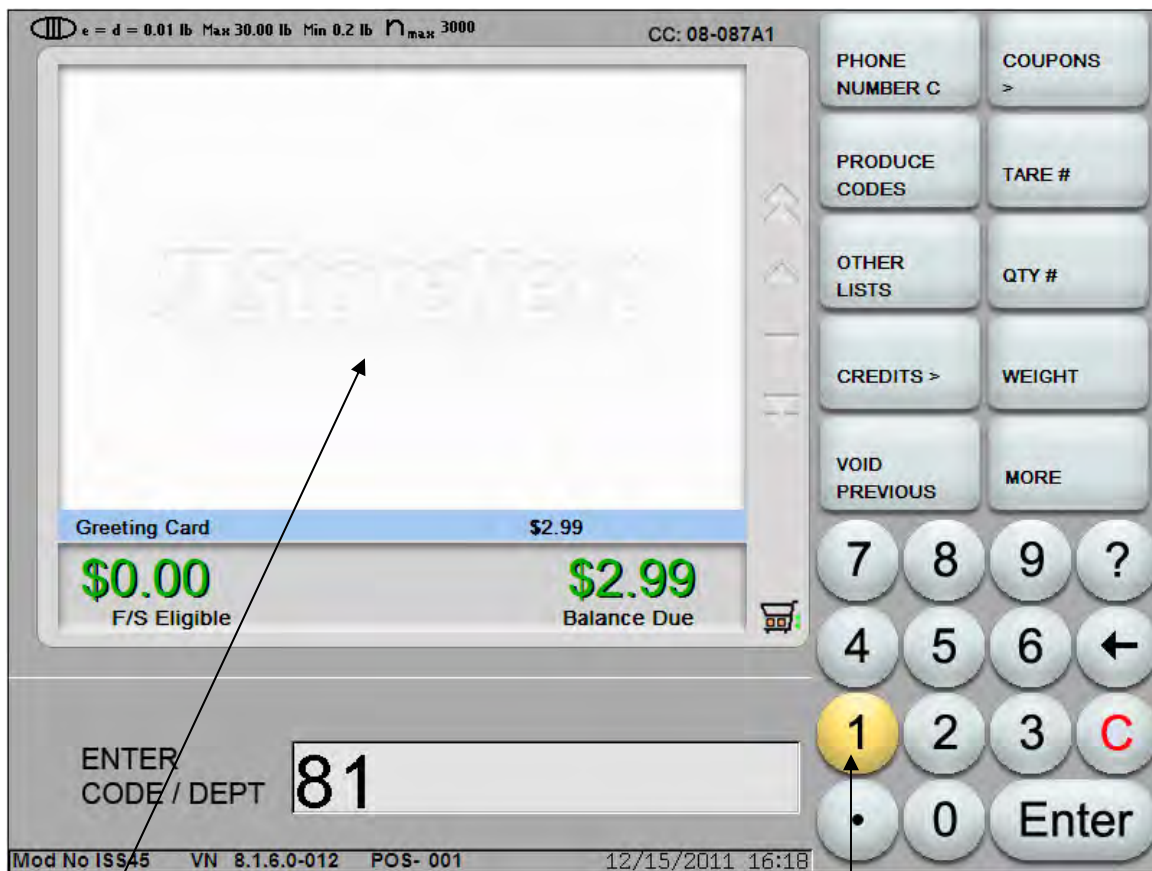 e = d = 0.01 lb Max 30.00 lb Min 0.2 lb nmax 3000
CC: 08-087A1
Greeting Card $2.99
$0.00 $2.99
F/S Eligible Balance Due
ENTER
CODE / DEPT 81
Mod No ISS45 VN 8.1.6.0-012 POS- 001 12/15/2011 16:18
PHONE
NUMBER C
COUPONS
>
PRODUCE
CODES
TARE #
OTHER
LISTS
QTY #
CREDITS >
WEIGHT
VOID
PREVIOUS
MORE
7 8 9 ?
4 5 6 ←
1 2 3 C
• 0 Enter